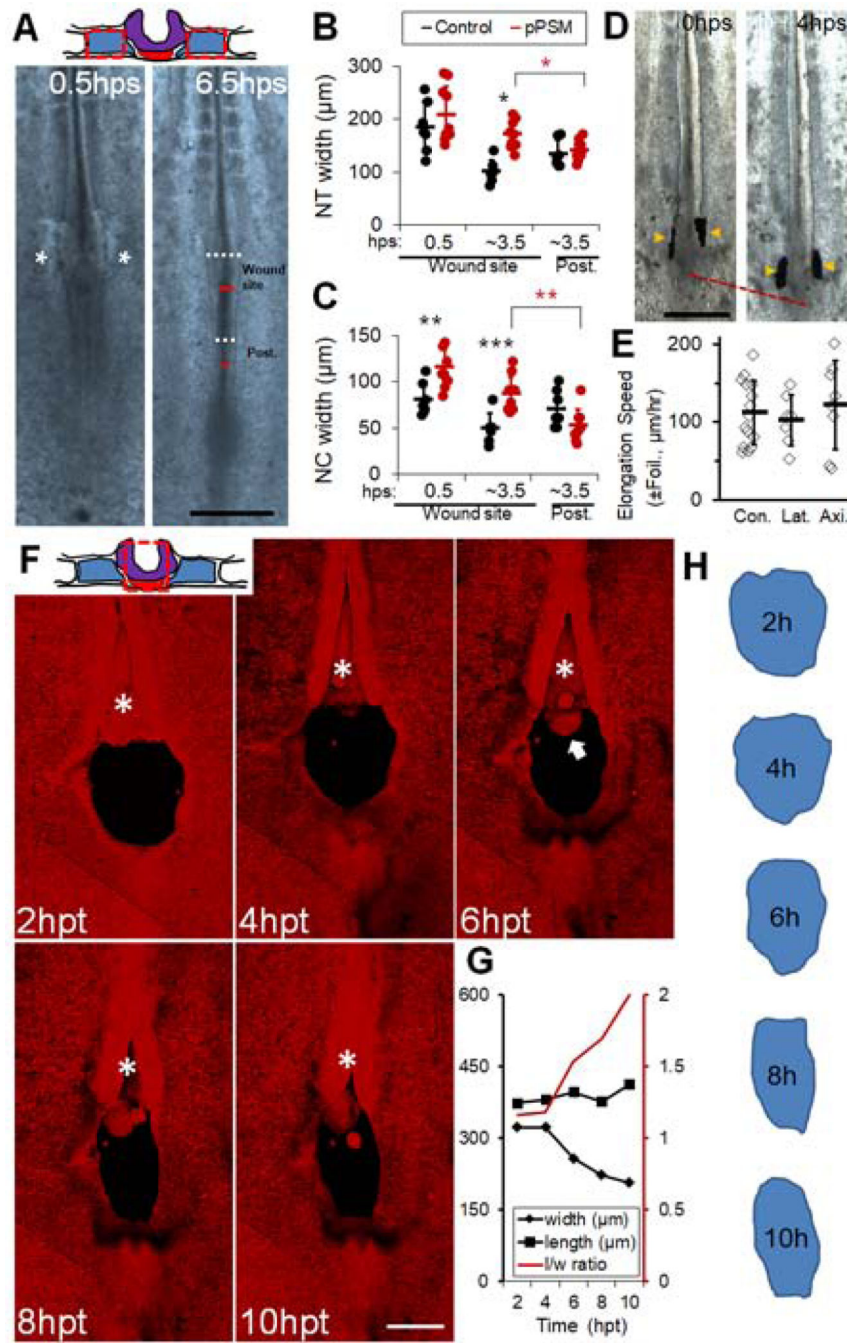 A
0.5hps
6.5hps
*
*
Wound site
Post.
B
Control
pPSM
NT width (µm)
300
200
100
0
*
*
hps:
0.5
~3.5
~3.5
Wound site
Post.
C
NC width (µm)
150
100
50
0
**
***
**
hps:
0.5
~3.5
~3.5
Wound site
Post.
D
0hps
4hps
E
Elongation Speed
(±Foil., µm/hr)
200
100
0
Con.
Lat.
Axi.
F
*
2hpt
*
4hpt
*
6hpt
*
8hpt
*
10hpt
G
600
450
300
150
0
2
1.5
1
0.5
0
width (µm)
length (µm)
l/w ratio
2 4 6 8 10
Time (hpt)
H
2h
4h
6h
8h
10h